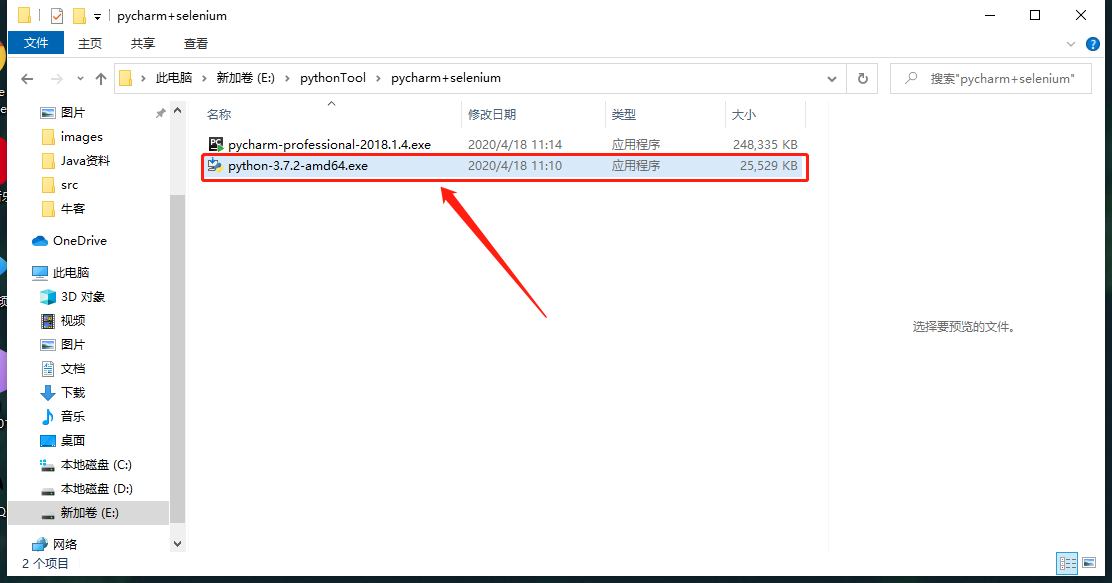 pycharm+selenium
文件 主页 共享 查看
此电脑 新加卷 (E:) pythonTool pycharm+selenium 搜索"pycharm+selenium"
名称 修改日期 类型 大小
pycharm-professional-2018.1.4.exe 2020/4/18 11:14 应用程序 248,335 KB
python-3.7.2-amd64.exe 2020/4/18 11:10 应用程序 25,529 KB
图片
images
Java资料
src
牛客
OneDrive
此电脑
3D 对象
视频
图片
文档
下载
音乐
桌面
本地磁盘 (C:)
本地磁盘 (D:)
新加卷 (E:)
网络
选择要预览的文件。
2 个项目